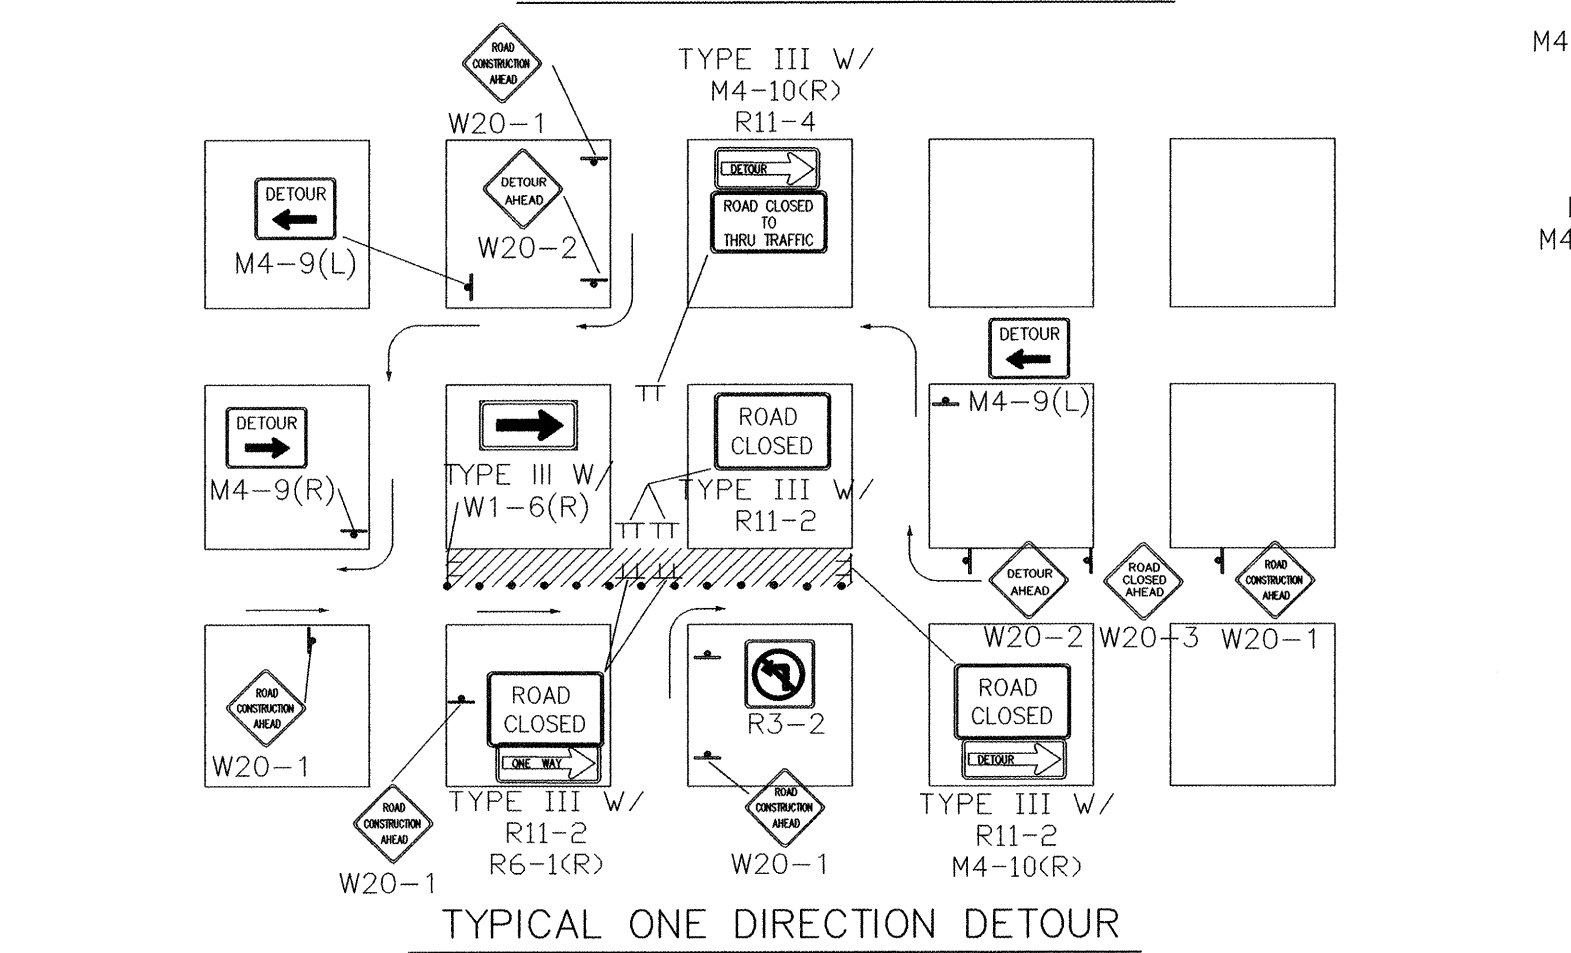 ROAD
CONSTRUCTION
AHEAD
W20-1
TYPE III W/
M4-10(R)
R11-4
M4
DETOUR
M4-9(L)
DETOUR
AHEAD
W20-2
DETOUR
ROAD CLOSED
TO
THRU TRAFFIC
M4
DETOUR
M4-9(L)
DETOUR
M4-9(R)
TYPE III W/
W1-6(R)
ROAD
CLOSED
TYPE III W/
R11-2
DETOUR
AHEAD
W20-2
ROAD
CLOSED
AHEAD
W20-3
ROAD
CONSTRUCTION
AHEAD
W20-1
ROAD
CONSTRUCTION
AHEAD
W20-1
ROAD
CONSTRUCTION
AHEAD
W20-1
ROAD
CLOSED
ONE WAY
TYPE III W/
R11-2
R6-1(R)
R3-2
ROAD
CONSTRUCTION
AHEAD
W20-1
ROAD
CLOSED
DETOUR
TYPE III W/
R11-2
M4-10(R)
TYPICAL ONE DIRECTION DETOUR